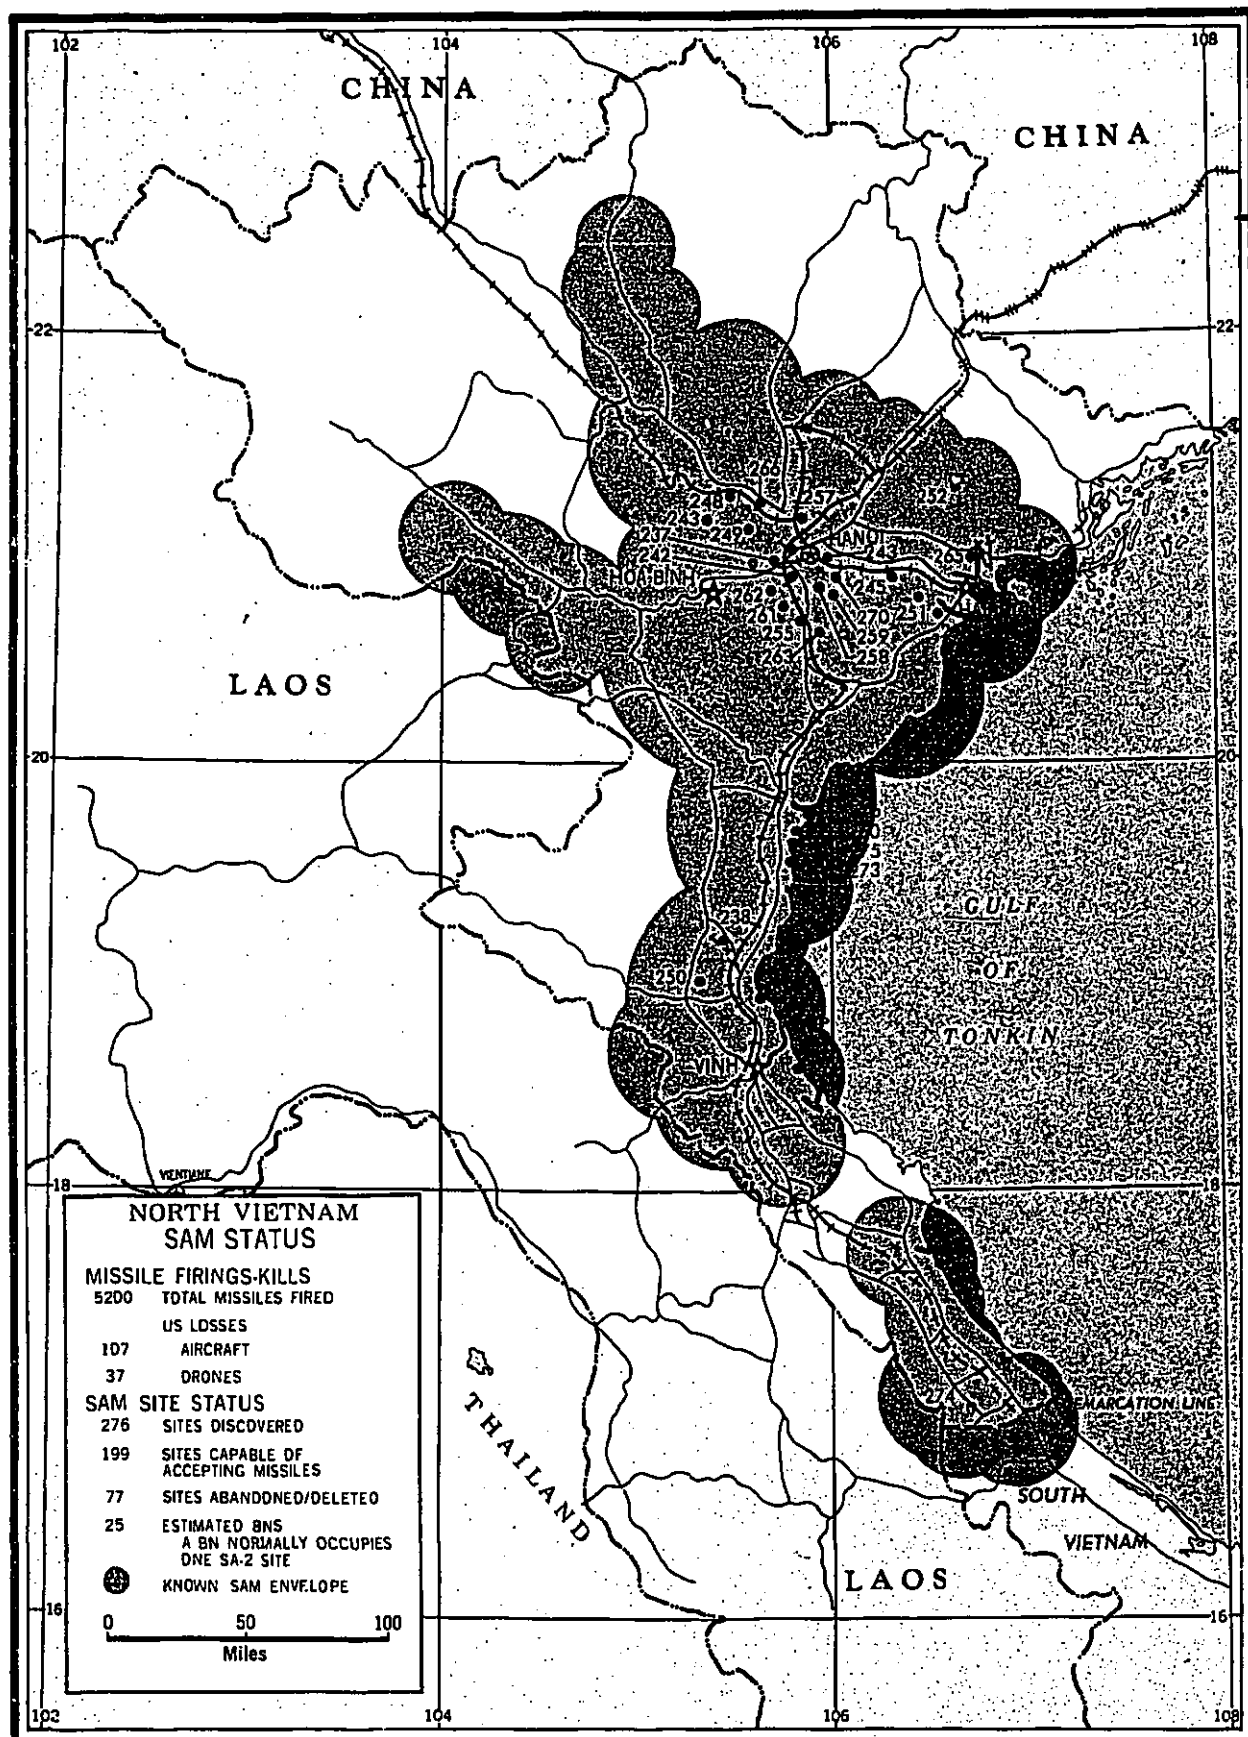 102 104 106 108
CHINA
CHINA
22 22
266
248 257 252
243
237 249
HANOI
242 243
HOA BINH
262 245
261 270
251
255 259
263 258
LAOS
20 20
73
238
GULF
250
OF
TONKIN
VINH
VIENTIANE
18 18
NORTH VIETNAM
SAM STATUS
MISSILE FIRINGS-KILLS
5200 TOTAL MISSILES FIRED
US LOSSES
107 AIRCRAFT
37 DRONES
SAM SITE STATUS
276 SITES DISCOVERED
199 SITES CAPABLE OF
ACCEPTING MISSILES
77 SITES ABANDONED/DELETED
25 ESTIMATED BNS
A BN NORMALLY OCCUPIES
ONE SA-2 SITE
KNOWN SAM ENVELOPE
0 50 100
Miles
THAILAND
EMARCATION LINE
SOUTH
VIETNAM
LAOS
16 16
102 104 106 108